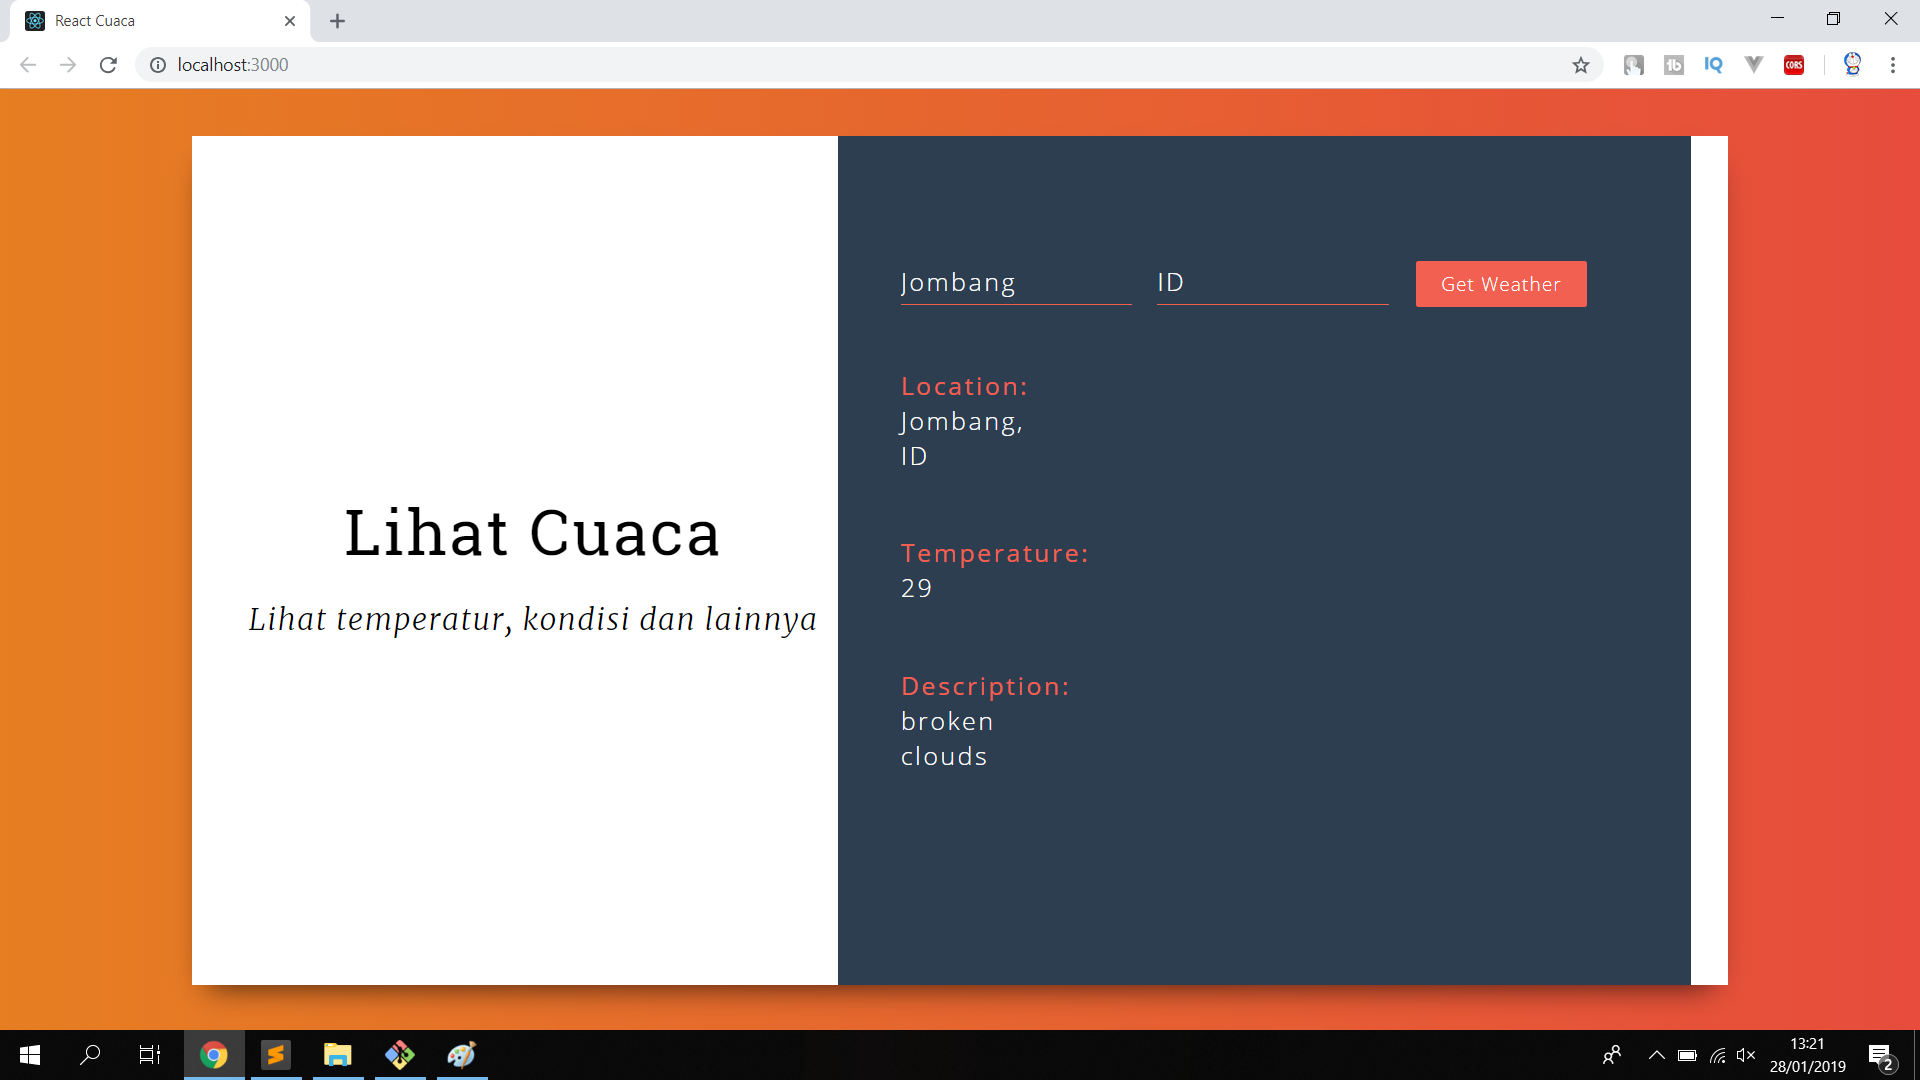 React Cuaca
localhost:3000
IQ
CORS
Jombang
ID
Get Weather
Location:
Jombang,
ID
Lihat Cuaca
Lihat temperatur, kondisi dan lainnya
Temperature:
29
Description:
broken
clouds
13:21
28/01/2019
2